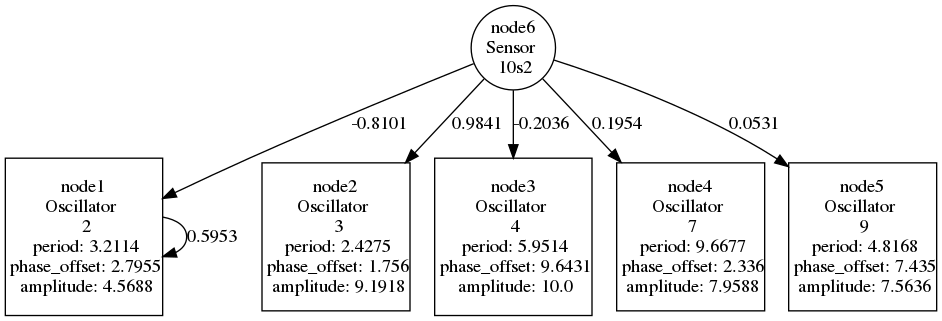 node6
Sensor
10s2
-0.8101
0.9841
-0.2036
0.1954
0.0531
node1
Oscillator
2
period: 3.2114
phase_offset: 2.7955
amplitude: 4.5688
0.5953
node2
Oscillator
3
period: 2.4275
phase_offset: 1.756
amplitude: 9.1918
node3
Oscillator
4
period: 5.9514
phase_offset: 9.6431
amplitude: 10.0
node4
Oscillator
7
period: 9.6677
phase_offset: 2.336
amplitude: 7.9588
node5
Oscillator
9
period: 4.8168
phase_offset: 7.435
amplitude: 7.5636